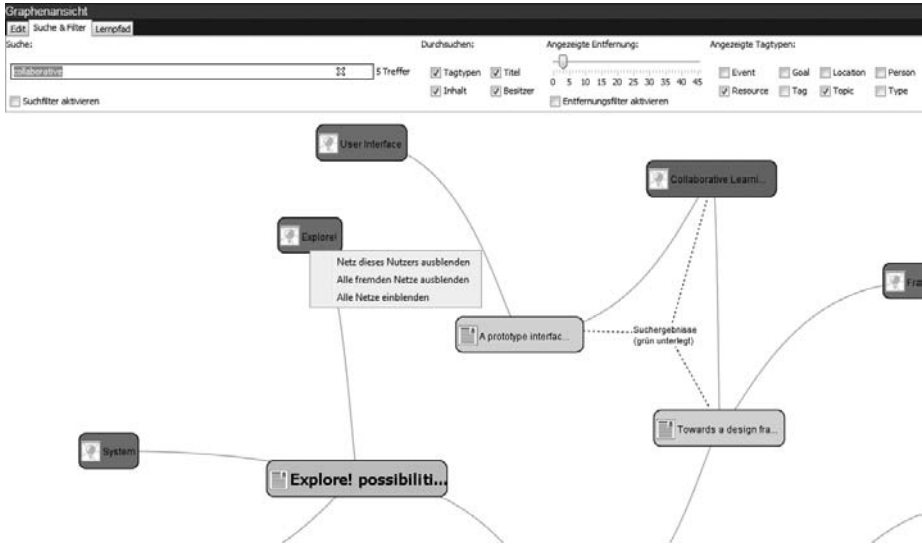 Graphenansicht
Edit Suche & Filter Lernpfad
Suche: Durchsuchen: Angezeigte Entfernung: Angezeigte Tagtypen:
collaborative 5 Treffer Tagtypen Titel Event Goal Location Person
0 5 10 15 20 25 30 35 40 45
Inhalt Besitzer Resource Tag Topic Type
Suchfilter aktivieren Entfernungsfilter aktivieren
User Interface
Collaborative Learni...
Explore!
Netz dieses Nutzers ausblenden
Alle fremden Netze ausblenden
Alle Netze einblenden
Fra
A prototype interfac...
Suchergebnisse
(grün unterlegt)
Towards a design fra...
System
Explore! possibiliti...